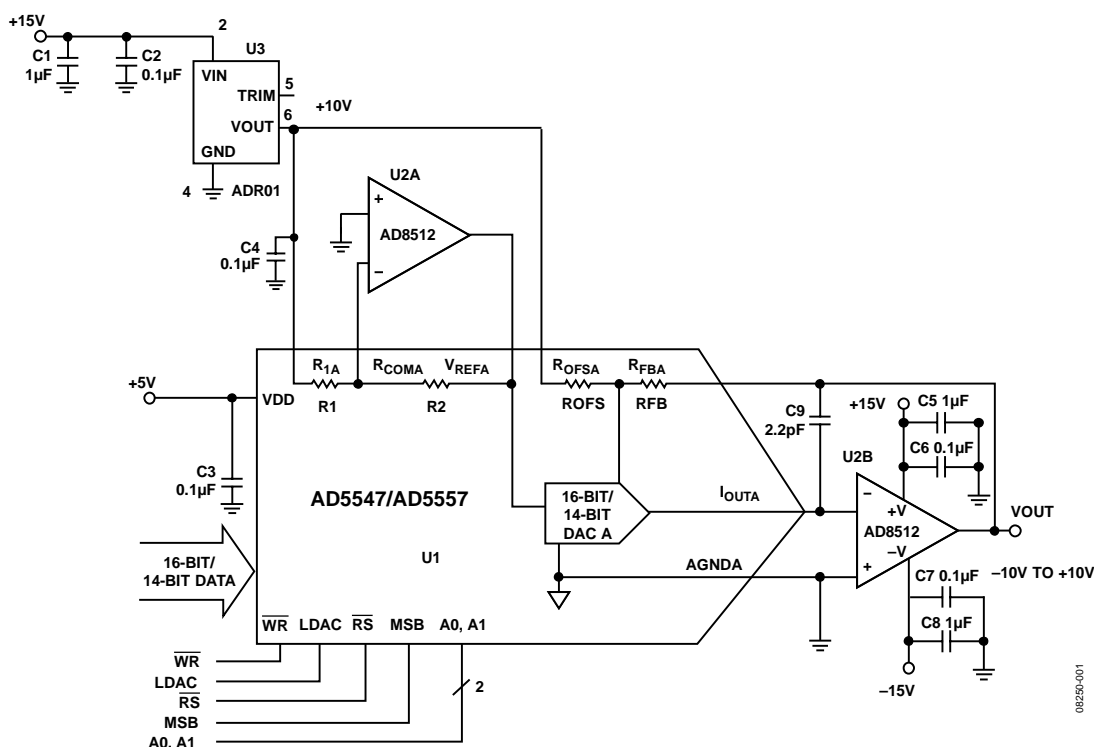 +15V
2
C1
1µF
C2
0.1µF
U3
VIN
TRIM
5
VOUT
6
+10V
GND
4
ADR01
U2A
+
AD8512
–
C4
0.1µF
R1A
RCOMA
VREFA
ROFSA
RFBA
R1
R2
ROFS
RFB
+5V
VDD
C3
0.1µF
C9
2.2pF
+15V
C5 1µF
C6 0.1µF
U2B
–
+V
AD8512
–V
+
VOUT
–10V TO +10V
C7 0.1µF
C8 1µF
–15V
AD5547/AD5557
U1
16-BIT/
14-BIT
DAC A
IOUTA
AGNDA
16-BIT/
14-BIT DATA
WR LDAC RS MSB A0, A1
WR
LDAC
RS
MSB
A0, A1
2
08250-001